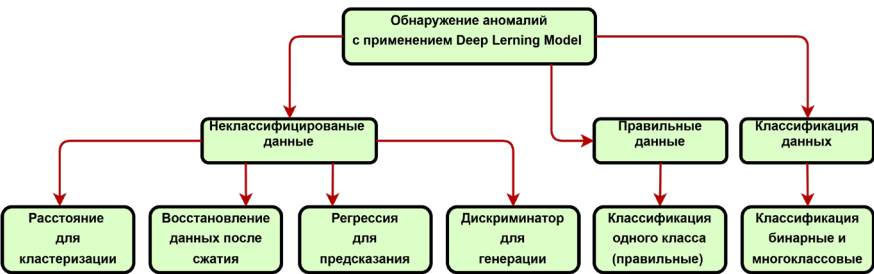 Обнаружение аномалий
с применением Deep Lerning Model
Неклассифицированые
данные
Правильные
данные
Классификация
данных
Расстояние
для
кластеризации
Восстановление
данных после
сжатия
Регрессия
для
предсказания
Дискриминатор
для
генерации
Классификация
одного класса
(правильные)
Классификация
бинарные и
многоклассовые